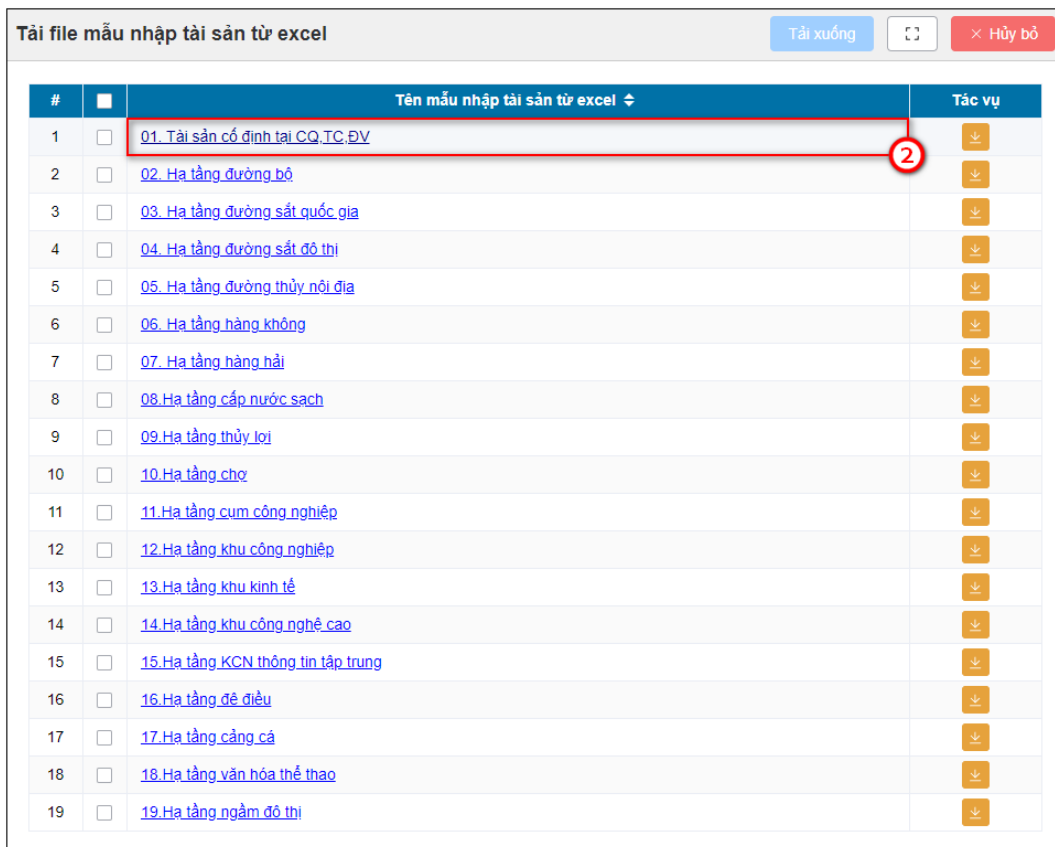 Tải file mẫu nhập tài sản từ excel Tải xuống Hủy bỏ
# Tên mẫu nhập tài sản từ excel Tác vụ
1 01. Tài sản cố định tại CQ,TC,ĐV
2
2 02. Hạ tầng đường bộ
3 03. Hạ tầng đường sắt quốc gia
4 04. Hạ tầng đường sắt đô thị
5 05. Hạ tầng đường thủy nội địa
6 06. Hạ tầng hàng không
7 07. Hạ tầng hàng hải
8 08.Hạ tầng cấp nước sạch
9 09.Hạ tầng thủy lợi
10 10.Hạ tầng chợ
11 11.Hạ tầng cụm công nghiệp
12 12.Hạ tầng khu công nghiệp
13 13.Hạ tầng khu kinh tế
14 14.Hạ tầng khu công nghệ cao
15 15.Hạ tầng KCN thông tin tập trung
16 16.Hạ tầng đê điều
17 17.Hạ tầng cảng cá
18 18.Hạ tầng văn hóa thể thao
19 19.Hạ tầng ngầm đô thị